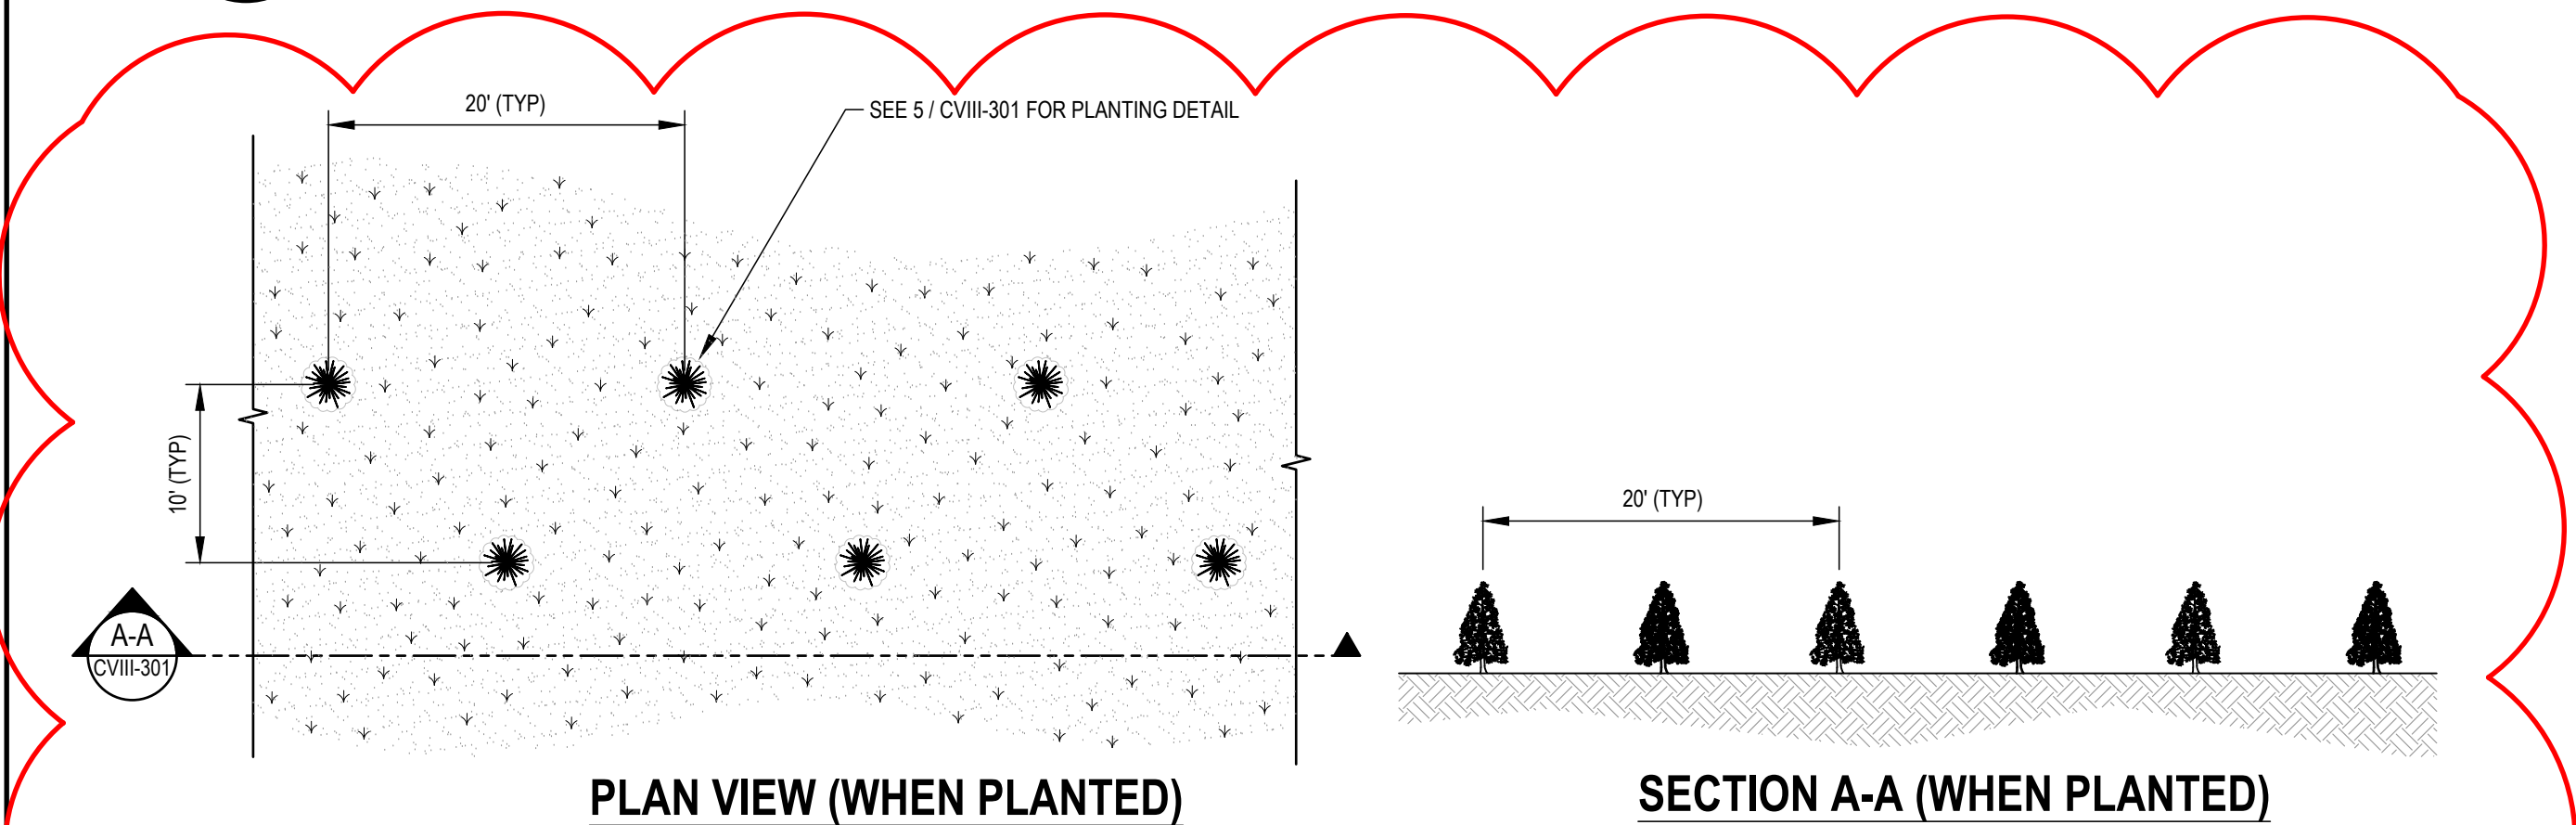 20' (TYP)
SEE 5 / CVIII-301 FOR PLANTING DETAIL
10' (TYP)
A-A
CVIII-301
20' (TYP)
PLAN VIEW (WHEN PLANTED)
SECTION A-A (WHEN PLANTED)